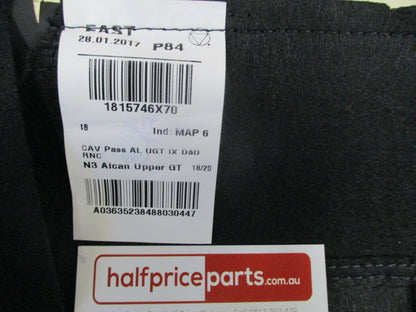 EAST
28.01.2017 P84
1815746X70
1B Ind: MAP 6
CAV Pass AL UGT IX D&D
RNC
N3 Alcan Upper GT 18/20
A03635238488030447
halfpriceparts.com.au